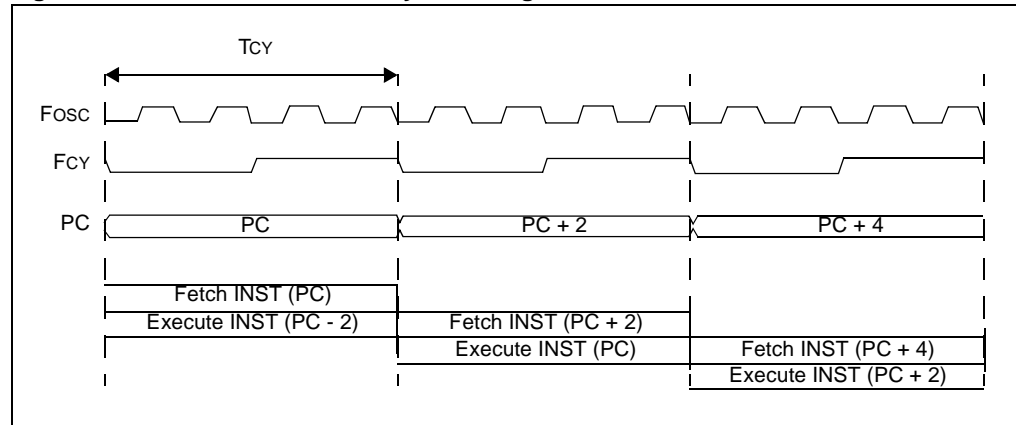 TCY
FOSC
FCY
PC PC PC + 2 PC + 4
Fetch INST (PC)
Execute INST (PC - 2) Fetch INST (PC + 2)
Execute INST (PC) Fetch INST (PC + 4)
Execute INST (PC + 2)